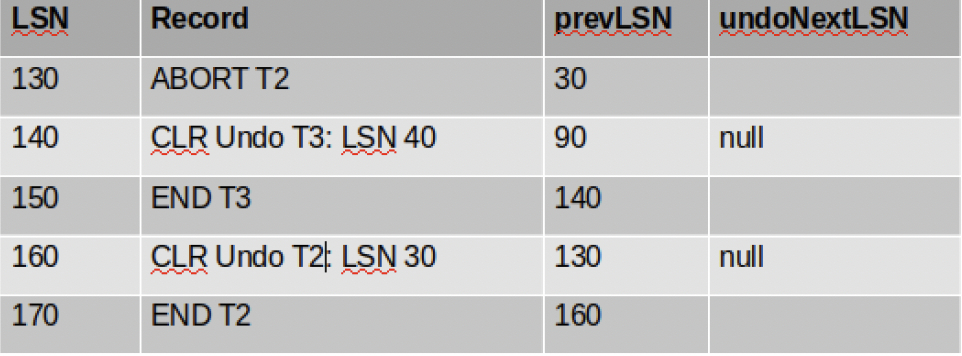 LSN Record prevLSN undoNextLSN
130 ABORT T2 30
140 CLR Undo T3: LSN 40 90 null
150 END T3 140
160 CLR Undo T2: LSN 30 130 null
170 END T2 160